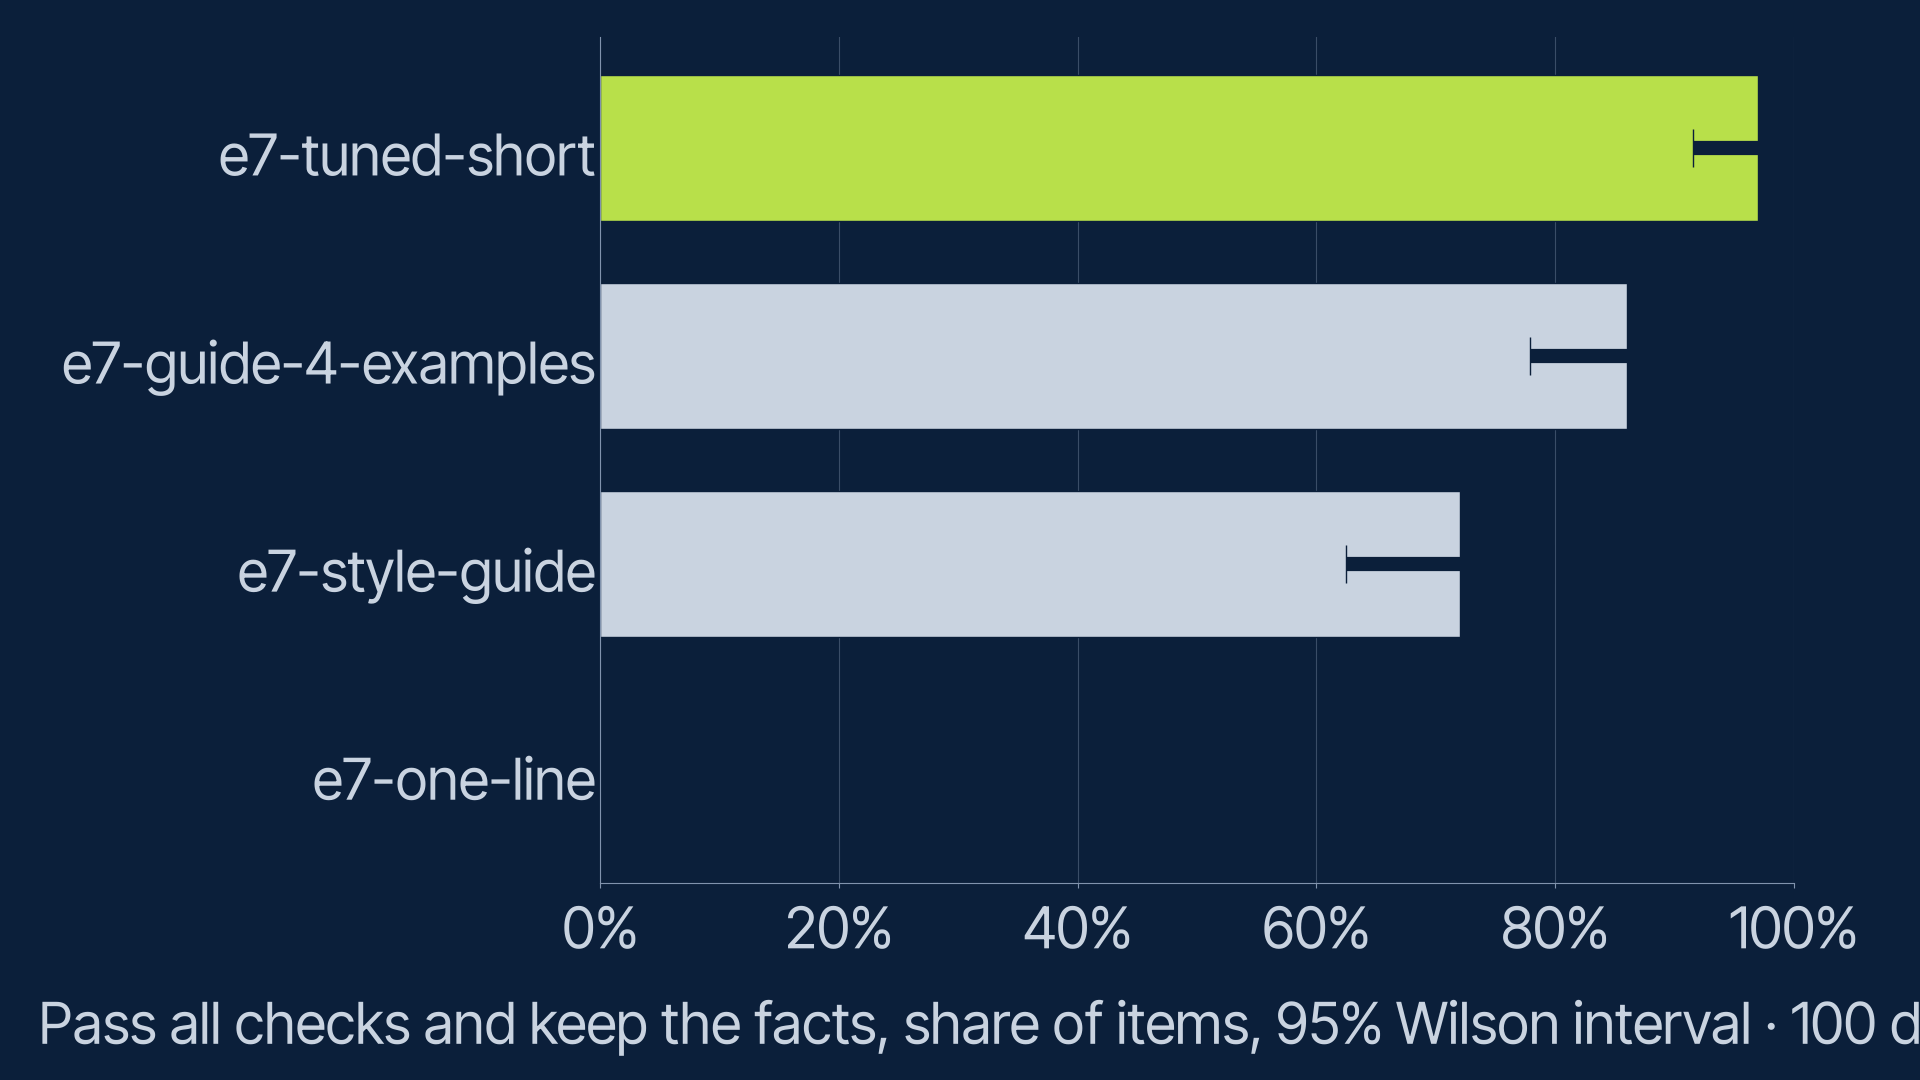 e7-tuned-short
e7-guide-4-examples
e7-style-guide
e7-one-line
0% 20% 40% 60% 80% 100%
Pass all checks and keep the facts, share of items, 95% Wilson interval · 100